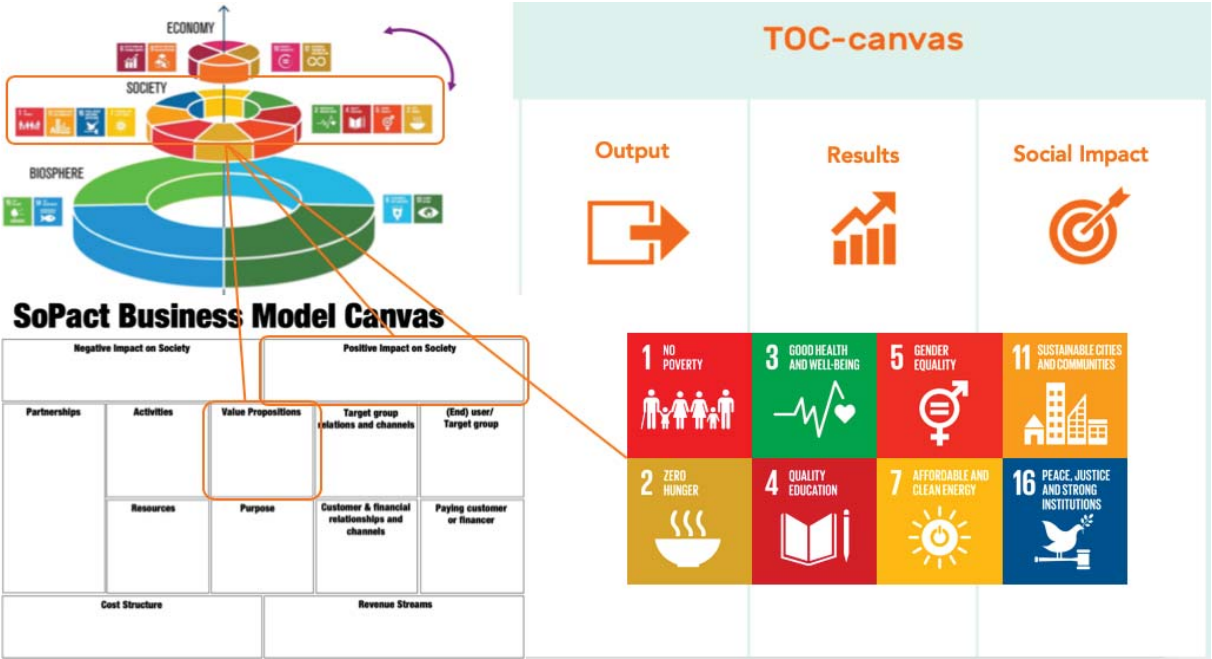 ECONOMY
SOCIETY
BIOSPHERE
TOC-canvas
Output
Results
Social Impact
SoPact Business Model Canvas
Negative Impact on Society
Positive Impact on Society
Partnerships
Activities
Value Propositions
Target group
relations and channels
(End) user/
Target group
Resources
Purpose
Customer & financial
relationships and
channels
Paying customer
or financer
Cost Structure
Revenue Streams
1 NO
POVERTY
3 GOOD HEALTH
AND WELL-BEING
5 GENDER
EQUALITY
11 SUSTAINABLE CITIES
AND COMMUNITIES
2 ZERO
HUNGER
4 QUALITY
EDUCATION
7 AFFORDABLE AND
CLEAN ENERGY
16 PEACE, JUSTICE
AND STRONG
INSTITUTIONS